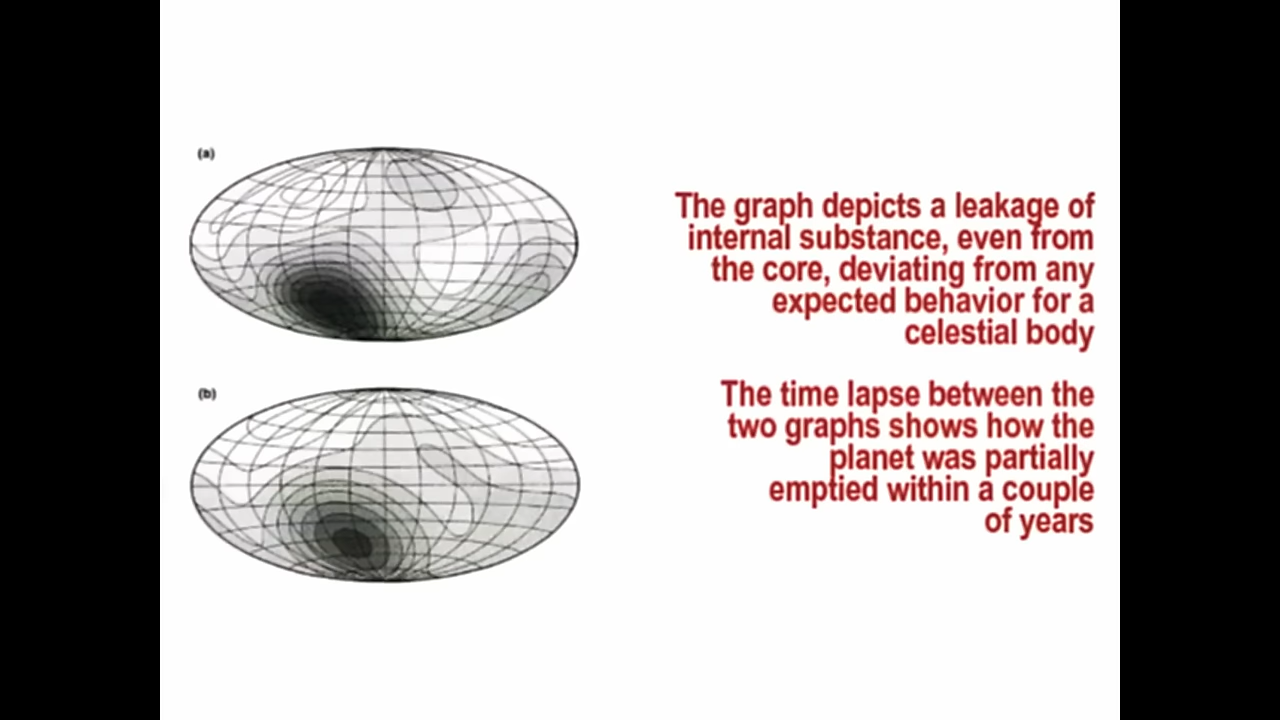 (a)
The graph depicts a leakage of
internal substance, even from
the core, deviating from any
expected behavior for a
celestial body
(b)
The time lapse between the
two graphs shows how the
planet was partially
emptied within a couple
of years